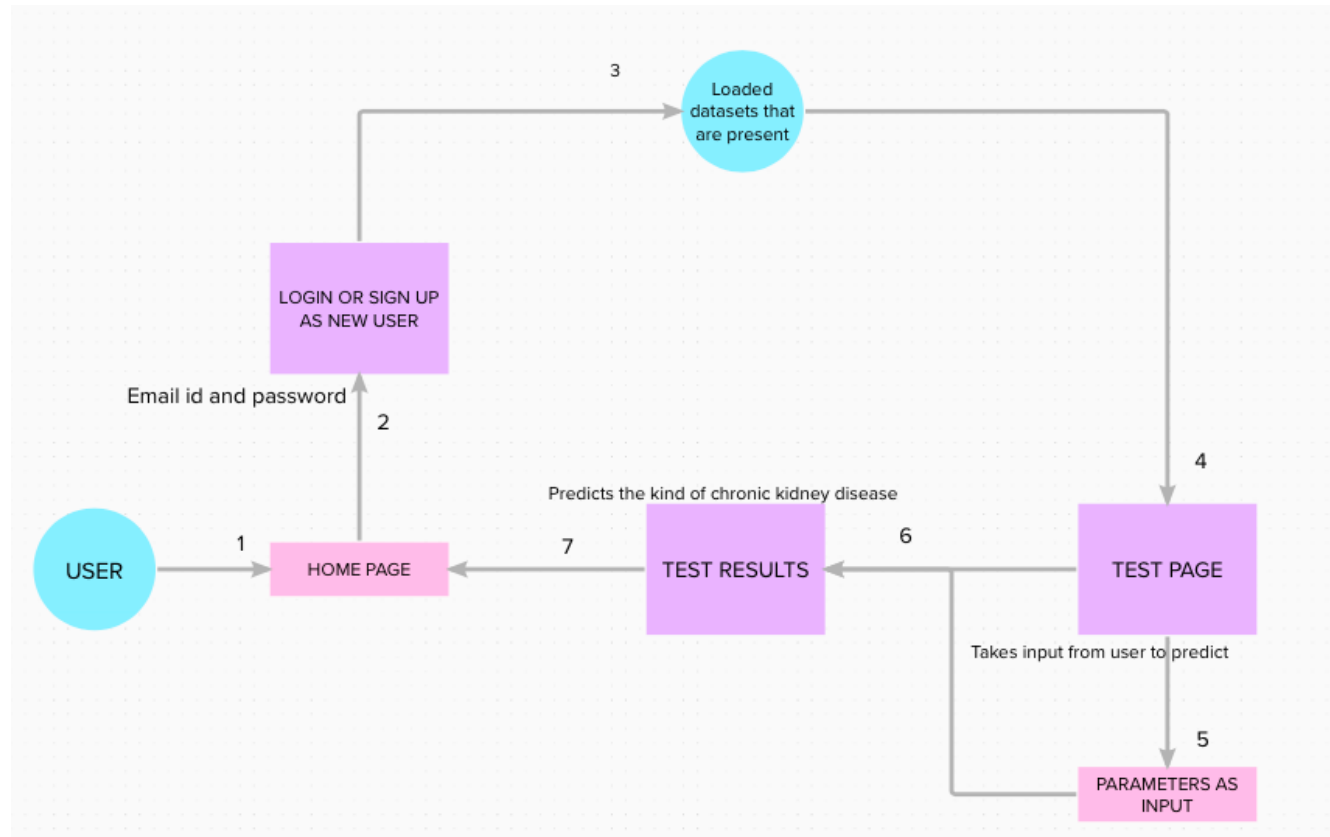 3
Loaded
datasets that
are present
LOGIN OR SIGN UP
AS NEW USER
Email id and password
2
4
Predicts the kind of chronic kidney disease
1
7
6
USER
HOME PAGE
TEST RESULTS
TEST PAGE
Takes input from user to predict
5
PARAMETERS AS
INPUT